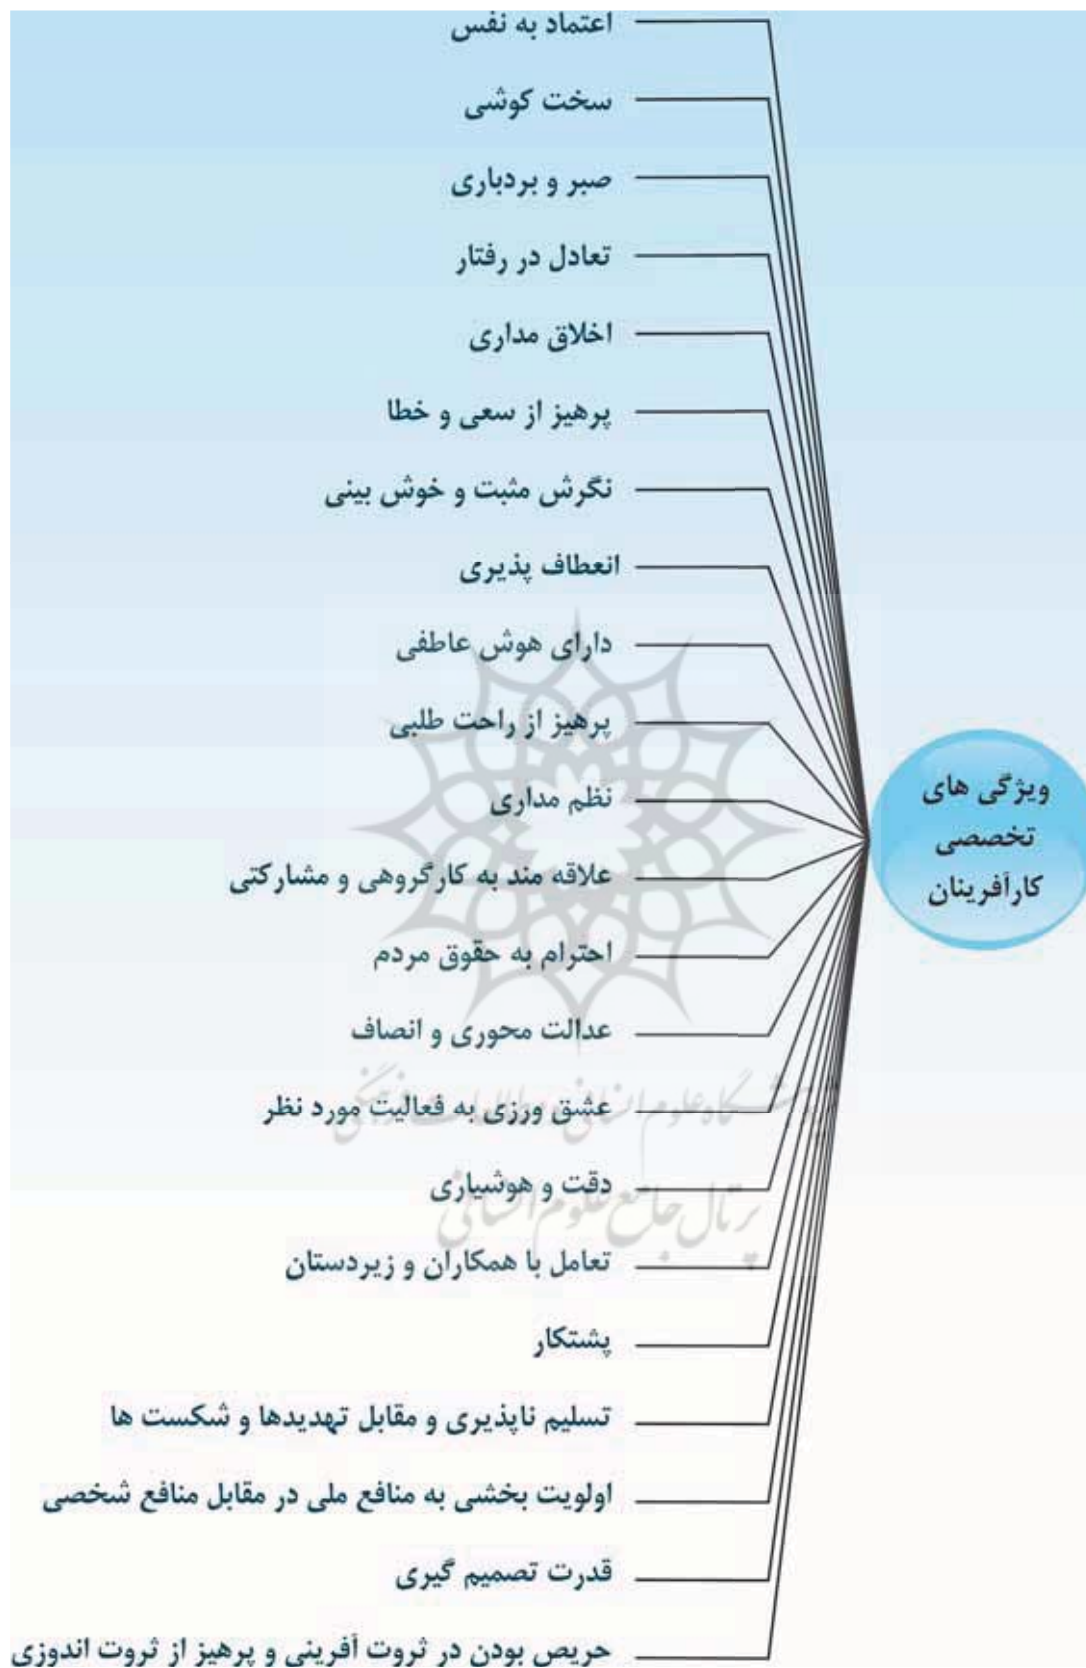 اعتماد به نفس
سخت کوشی
صبر و بردباری
تعادل در رفتار
اخلاق مداری
پرهیز از سعی و خطا
نگرش مثبت و خوش بینی
انعطاف پذیری
دارای هوش عاطفی
پرهیز از راحت طلبی
نظم مداری
علاقه مند به کارگروهی و مشارکتی
احترام به حقوق مردم
عدالت محوری و انصاف
عشق ورزی به فعالیت مورد نظر
دقت و هوشیاری
تعامل با همکاران و زیردستان
پشتکار
تسلیم ناپذیری و مقابل تهدیدها و شکست ها
اولویت بخشی به منافع ملی در مقابل منافع شخصی
قدرت تصمیم گیری
حریص بودن در ثروت آفرینی و پرهیز از ثروت اندوزی
ویژگی های
تخصصی
کارآفرینان
پرتال جامع علوم انسانی